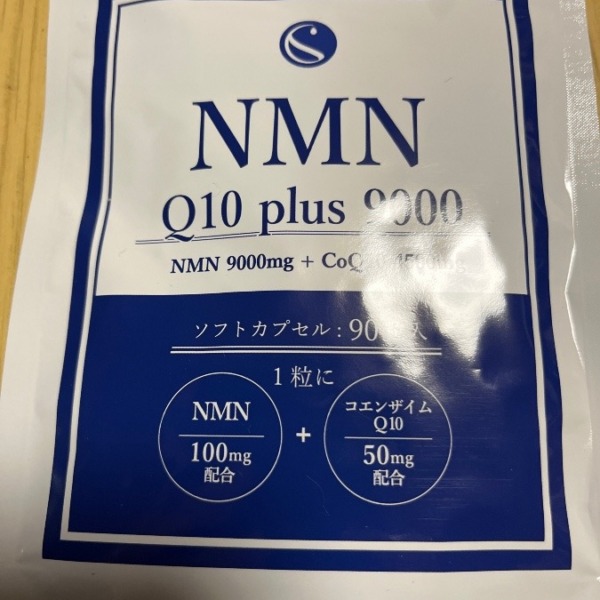 NMN
Q10 plus 9000
NMN 9000mg + CoQ
ソフトカプセル : 90
1粒に
NMN
100mg
配合
+
コエンザイム
Q10
50mg
配合